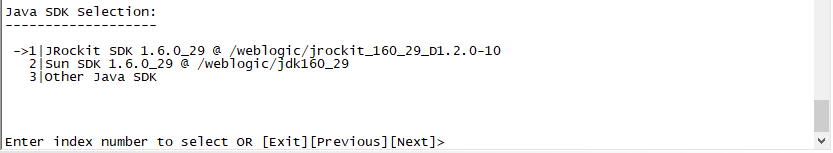 Java SDK Selection:
-------------------
->1|JRockit SDK 1.6.0_29 @ /weblogic/jrockit_160_29_D1.2.0-10
2|Sun SDK 1.6.0_29 @ /weblogic/jdk160_29
3|Other Java SDK
Enter index number to select OR [Exit][Previous][Next]>